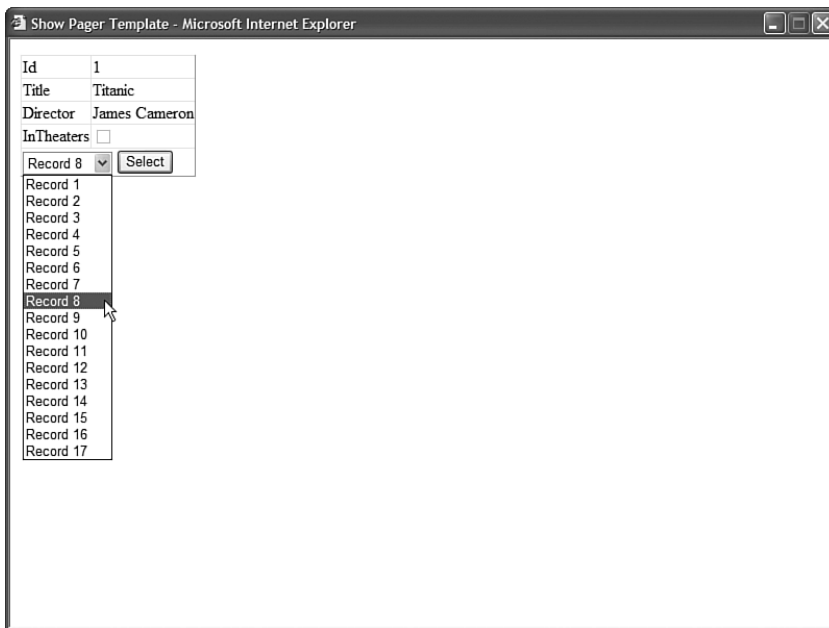 Show Pager Template - Microsoft Internet Explorer
Id 1
Title Titanic
Director James Cameron
InTheaters
Record 8 Select
Record 1
Record 2
Record 3
Record 4
Record 5
Record 6
Record 7
Record 8
Record 9
Record 10
Record 11
Record 12
Record 13
Record 14
Record 15
Record 16
Record 17